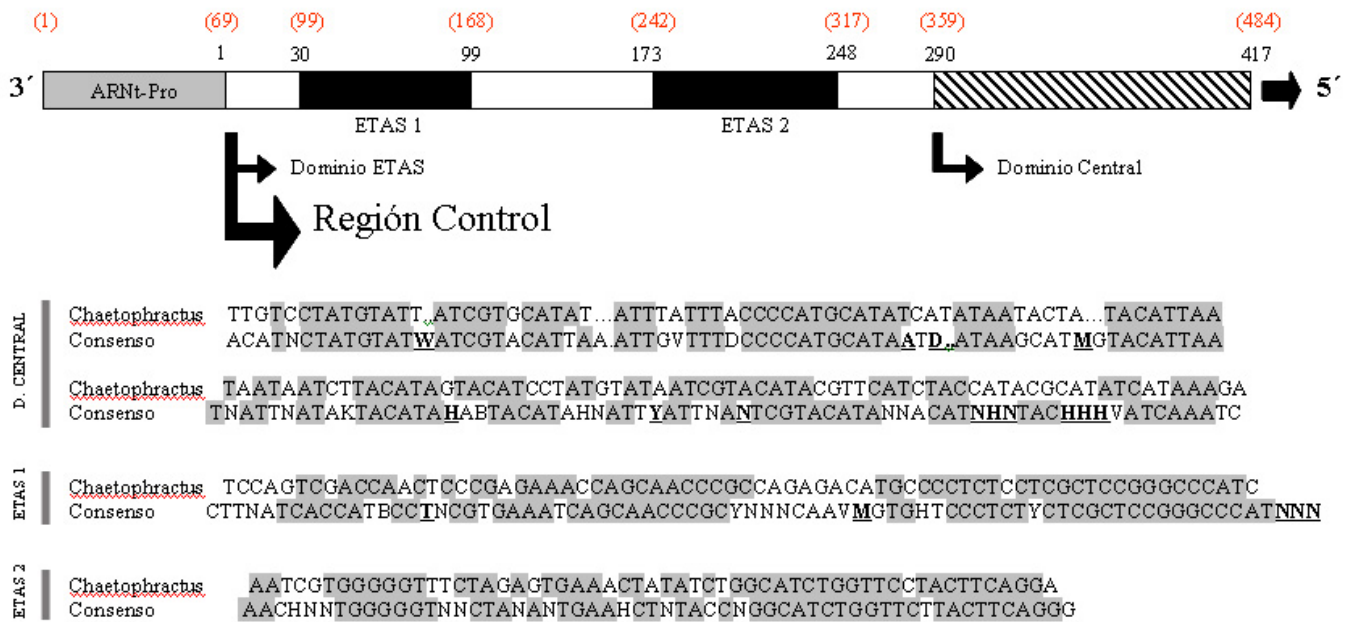 (1) (69) (99) (168) (242) (317) (359) (484)
1 30 99 173 248 290 417
3´ ARNt-Pro 5´
ETAS 1 ETAS 2
Dominio ETAS Dominio Central
Región Control
D. CENTRAL
Chaetophractus TTGTCCTATGTATT..ATCGTGCATAT...ATTTATTTACCCCATGCATATCATATAATACTA...TACATTAA
Consenso ACATNCTATGTATWATCGTACATTAA.ATTGVTTTDCCCCATGCATAATD..ATAAGCATMGTACATTAA
Chaetophractus TAATAATCTTACATAGTACATCCTATGTATAATCGTACATACGTTCATCTACCATACGCATATCATAAAGA
Consenso TNATTNATAKTACATAHABTACATAHNATTYATTNANTCGTACATANNACATNHNTACHHHVATCAAATC
ETAS 1
Chaetophractus TCCAGTCGACCAACTCCCGAGAAACCAGCAACCCGCCAGAGACATGCCCCTCTCCTCGCTCCGGGCCCATC
Consenso CTTNATCACCATBCCTNCGTGAAATCAGCAACCCGCYNNNCAAVMGTGHTCCCTCTYCTCGCTCCGGGCCCATNNN
ETAS 2
Chaetophractus AATCGTGGGGGTTTCTAGAGTGAAACTATATCTGGCATCTGGTTCCTACTTCAGGA
Consenso AACHNNTGGGGGTNNCTANANTGAAHCTNTACCNGGCATCTGGTTCTTACTTCAGGG